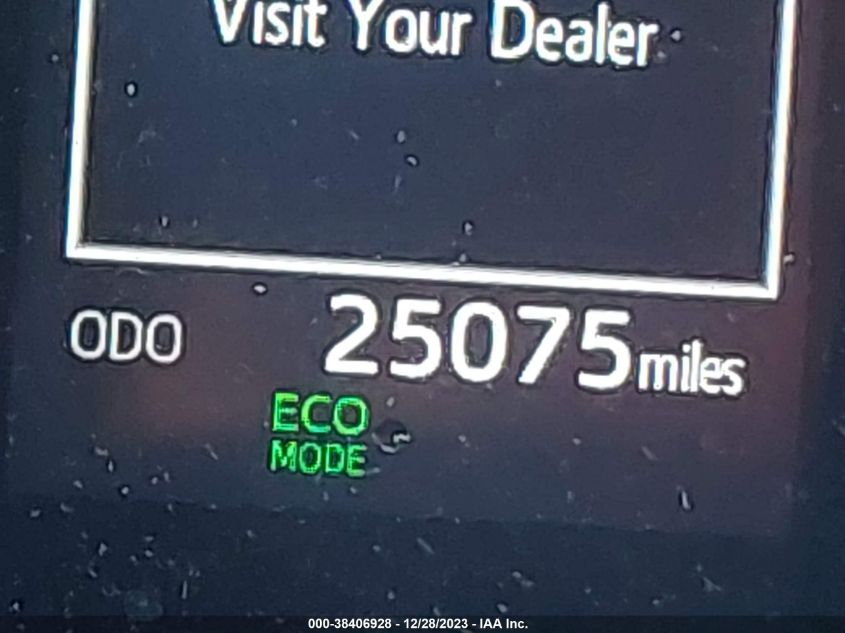 Visit Your Dealer
ODO 25075 miles
ECO
MODE
000-38406928 - 12/28/2023 - IAA Inc.